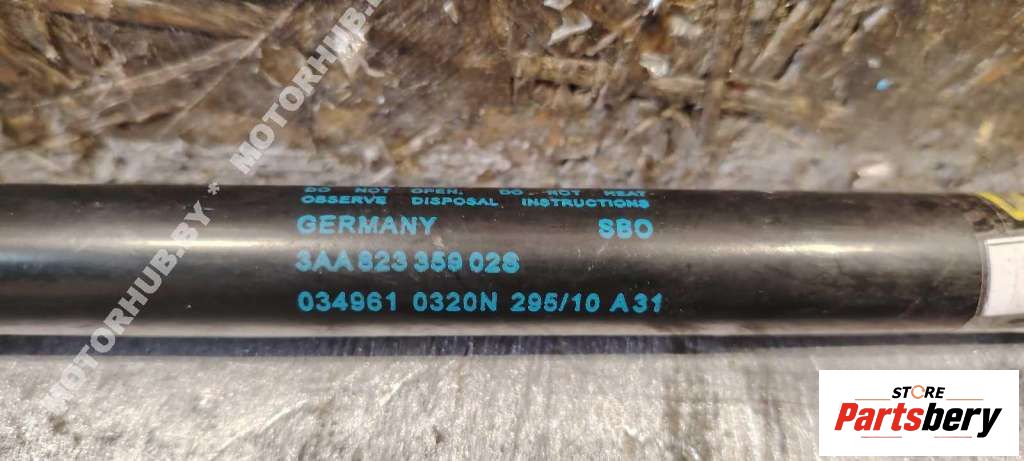 DO NOT OPEN. DO NOT HEAT
OBSERVE DISPOSAL INSTRUCTIONS
GERMANY SBO
3AA 823 359 02S
034961 0320N 295/10 A31
MOTORHUB.BY * MOTORHUB.BY
STORE
Partsbery